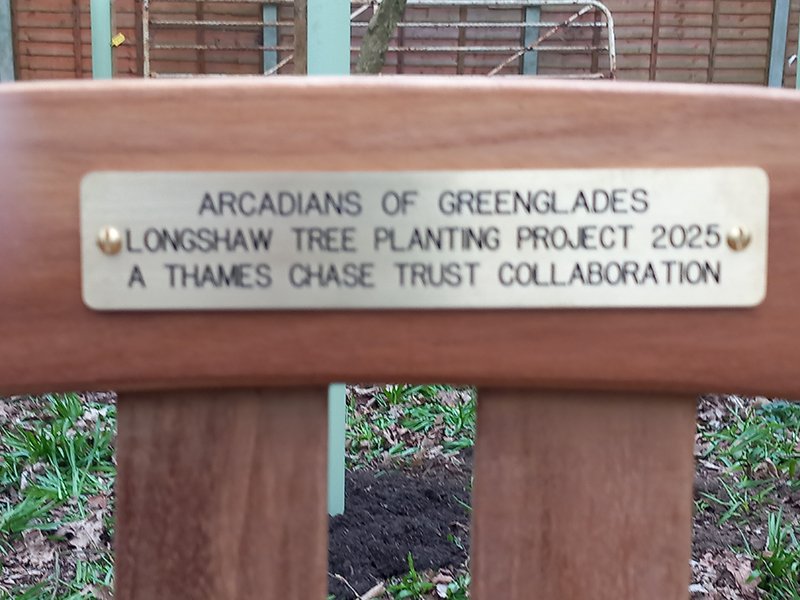 ARCADIANS OF GREENGLADES
LONGSHAW TREE PLANTING PROJECT 2025
A THAMES CHASE TRUST COLLABORATION